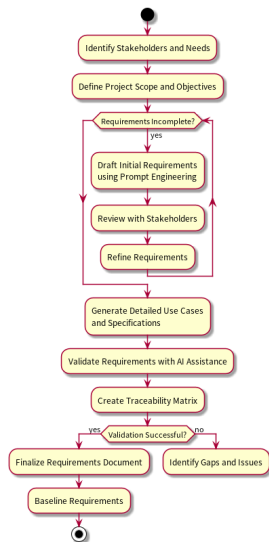 Identify Stakeholders and Needs
Define Project Scope and Objectives
Requirements Incomplete?
yes
Draft Initial Requirements
using Prompt Engineering
Review with Stakeholders
Refine Requirements
Generate Detailed Use Cases
and Specifications
Validate Requirements with AI Assistance
Create Traceability Matrix
yes
Validation Successful?
no
Finalize Requirements Document
Identify Gaps and Issues
Baseline Requirements